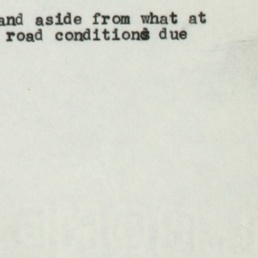 and aside from what at
road conditions due